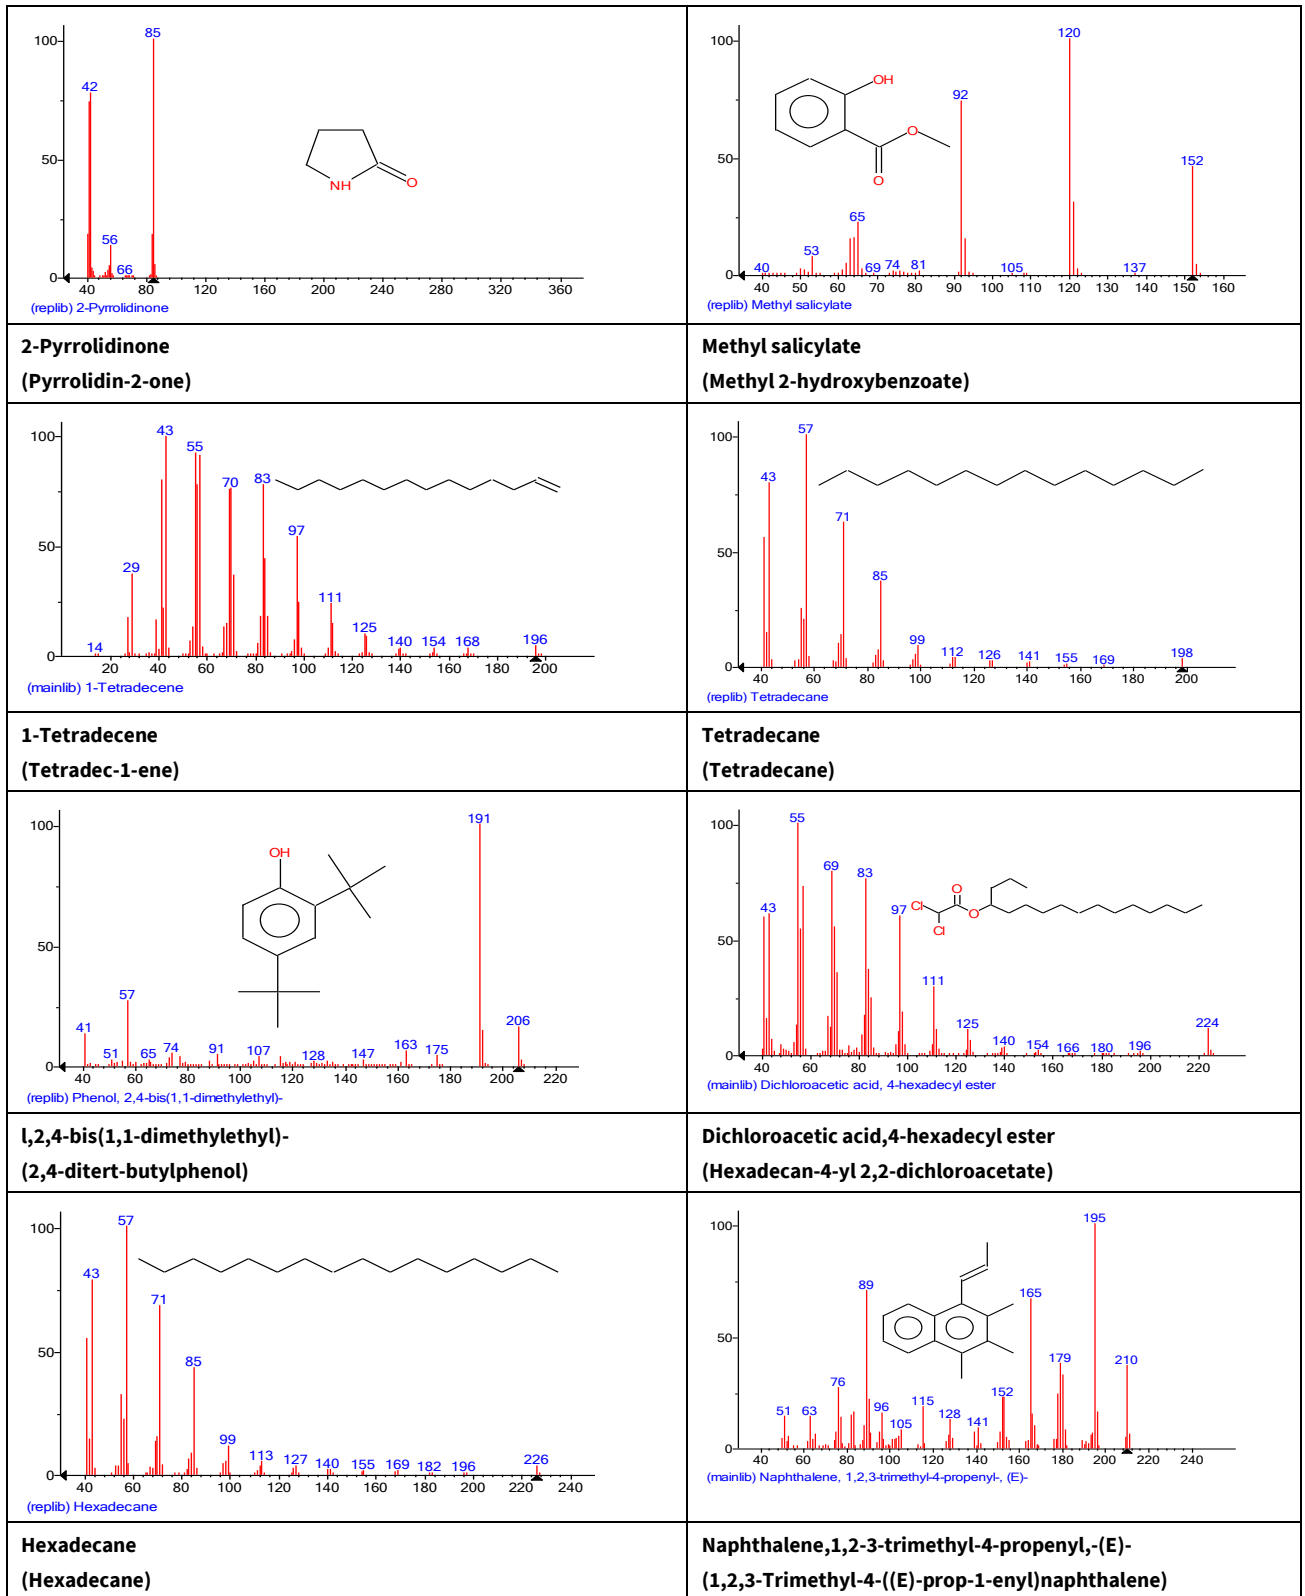 100
85
42
50
56
66
0
40 80 120 160 200 240 280 320 360
NH
O
(replib) 2-Pyrrolidinone
100
120
92
OH
O
O
152
50
65
53
40
69 74 81
105
137
0
40 50 60 70 80 90 100 110 120 130 140 150 160
(replib) Methyl salicylate
2-Pyrrolidinone
(Pyrrolidin-2-one)
Methyl salicylate
(Methyl 2-hydroxybenzoate)
100
43
55
70
83
97
50
29
111
125
14
140 154 168
196
0
20 40 60 80 100 120 140 160 180 200
(mainlib) 1-Tetradecene
100
57
43
71
50
85
99
112 126 141 155 169
198
0
40 60 80 100 120 140 160 180 200
(replib) Tetradecane
1-Tetradecene
(Tetradec-1-ene)
Tetradecane
(Tetradecane)
100
191
OH
50
57
41
51 65 74 91 107 128 147 163 175
206
0
40 60 80 100 120 140 160 180 200 220
(replib) Phenol, 2,4-bis(1,1-dimethylethyl)-
100
55
69
83
43
97
Cl
Cl
O
O
50
111
125
140 154 166 180 196
224
0
40 60 80 100 120 140 160 180 200 220
(mainlib) Dichloroacetic acid, 4-hexadecyl ester
l,2,4-bis(1,1-dimethylethyl)-
(2,4-ditert-butylphenol)
Dichloroacetic acid,4-hexadecyl ester
(Hexadecan-4-yl 2,2-dichloroacetate)
100
57
43
71
50
85
99
113 127 140 155 169 182 196
226
0
40 60 80 100 120 140 160 180 200 220 240
(replib) Hexadecane
100
195
89
165
50
76
179
210
51 63
96
105
115
128
141
152
0
40 60 80 100 120 140 160 180 200 220 240
(mainlib) Naphthalene, 1,2,3-trimethyl-4-propenyl-, (E)-
Hexadecane
(Hexadecane)
Naphthalene,1,2-3-trimethyl-4-propenyl,-(E)-
(1,2,3-Trimethyl-4-((E)-prop-1-enyl)naphthalene)